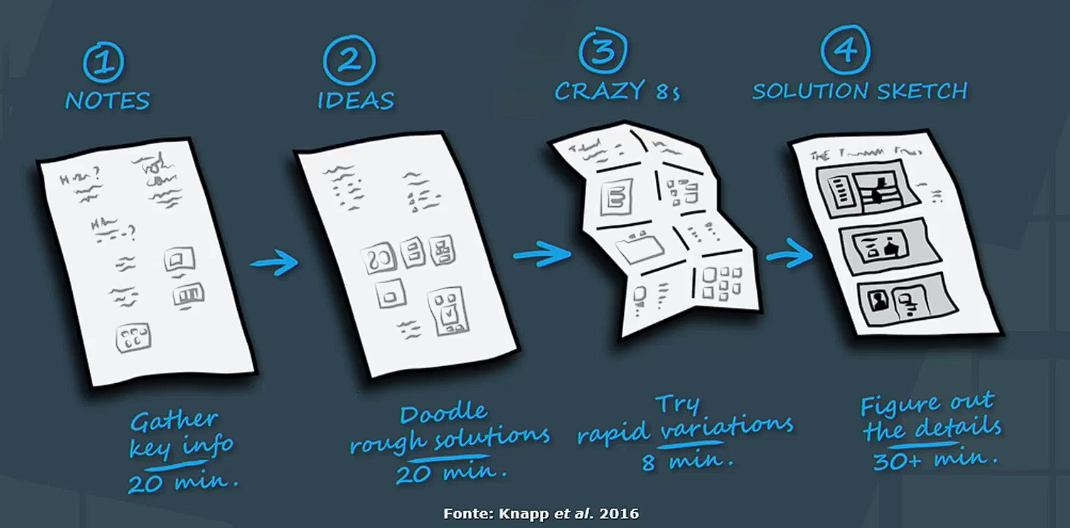 1
NOTES
Gather
key info
20 min.
2
IDEAS
Doodle
rough solutions
20 min.
3
CRAZY 8s
Try
rapid variations
8 min.
4
SOLUTION SKETCH
THE
Figure out
the details
30+ min.
Fonte: Knapp et al. 2016